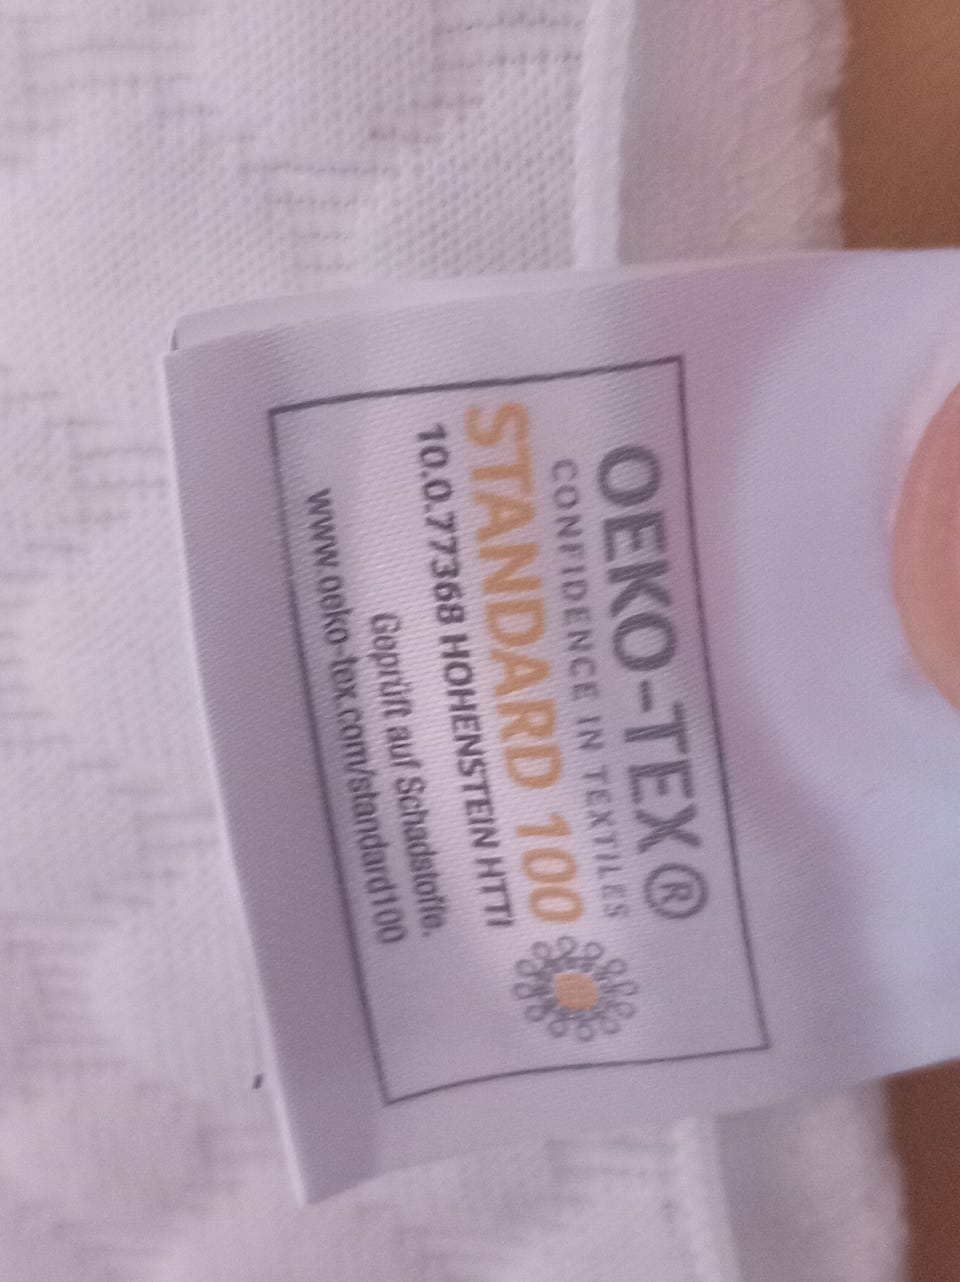 OEKO-TEX®
CONFIDENCE IN TEXTILES
STANDARD 100
10.0.77368 HOHENSTEIN HTTI
Geprüft auf Schadstoffe.
www.oeko-tex.com/standard100